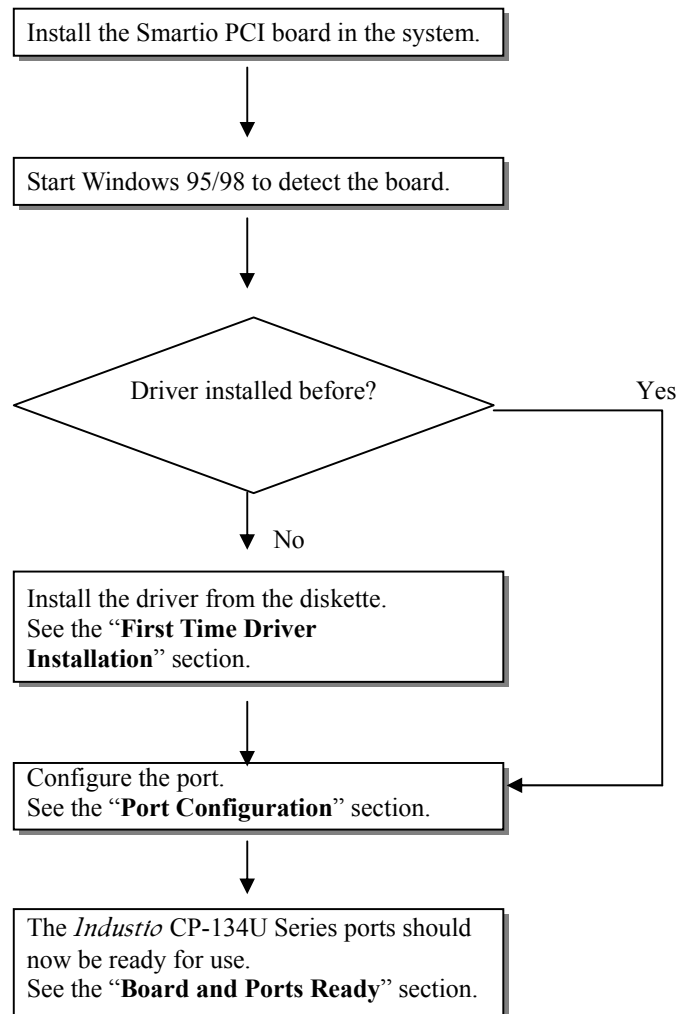 Install the Smartio PCI board in the system.
Start Windows 95/98 to detect the board.
Driver installed before?
Yes
No
Install the driver from the diskette.
See the “First Time Driver
Installation” section.
Configure the port.
See the “Port Configuration” section.
The Industio CP-134U Series ports should
now be ready for use.
See the “Board and Ports Ready” section.